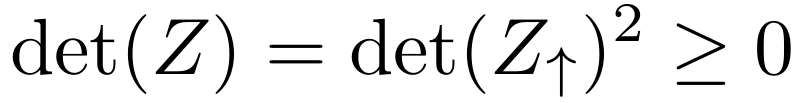 det(Z) = det(Z↑)² ≥ 0